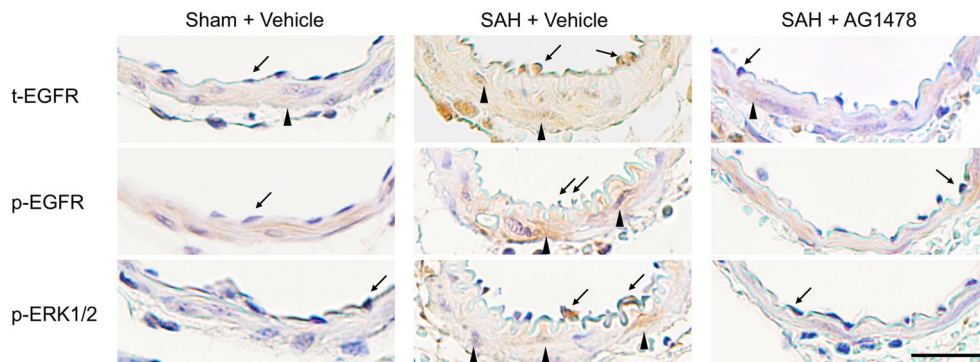 Sham + Vehicle
SAH + Vehicle
SAH + AG1478
t-EGFR
p-EGFR
p-ERK1/2